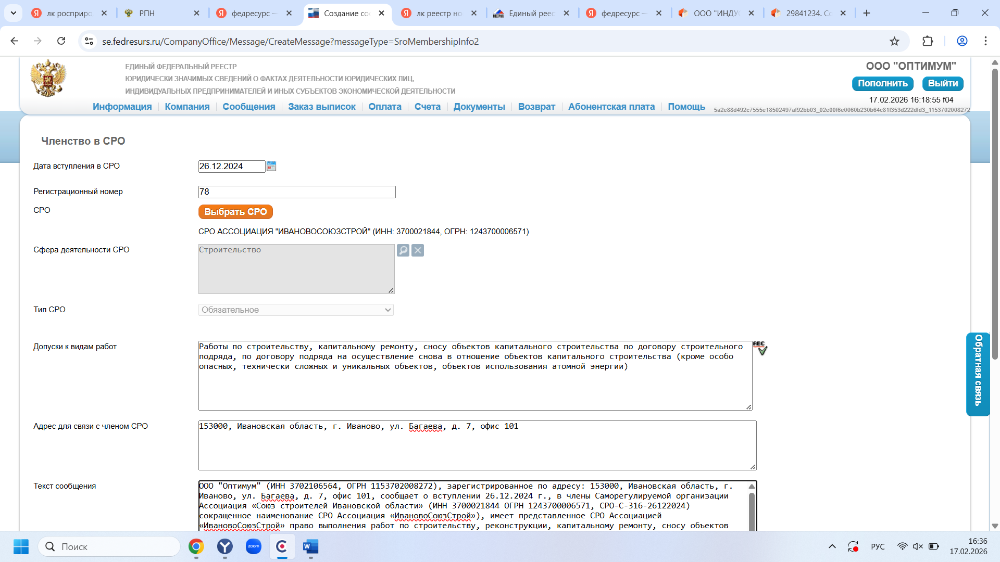 лк росприро
РПН
федресурс —
Создание со
лк реестр но
Единый реес
федресурс —
ООО "ИНДУС
29841234. Со
se.fedresurs.ru/CompanyOffice/Message/CreateMessage?messageType=SroMembershipInfo2
ЕДИНЫЙ ФЕДЕРАЛЬНЫЙ РЕЕСТР
ЮРИДИЧЕСКИ ЗНАЧИМЫХ СВЕДЕНИЙ О ФАКТАХ ДЕЯТЕЛЬНОСТИ ЮРИДИЧЕСКИХ ЛИЦ,
ИНДИВИДУАЛЬНЫХ ПРЕДПРИНИМАТЕЛЕЙ И ИНЫХ СУБЪЕКТОВ ЭКОНОМИЧЕСКОЙ ДЕЯТЕЛЬНОСТИ
ООО "ОПТИМУМ"
Пополнить Выйти
17.02.2026 16:18:55 f04
Информация Компания Сообщения Заказ выписок Оплата Счета Документы Возврат Абонентская плата Помощь
5a2e88d492c7555e18502497af92bb03_02e00f6e0060b230b64c81f353d222dfd3_1153702008272
Членство в СРО
Дата вступления в СРО 26.12.2024
Регистрационный номер 78
СРО Выбрать СРО
СРО АССОЦИАЦИЯ "ИВАНОВОСОЮЗСТРОЙ" (ИНН: 3700021844, ОГРН: 1243700006571)
Сфера деятельности СРО Строительство
Тип СРО Обязательное
Допуски к видам работ Работы по строительству, капитальному ремонту, сносу объектов капитального строительства по договору строительного
подряда, по договору подряда на осуществление снова в отношение объектов капитального строительства (кроме особо
опасных, технически сложных и уникальных объектов, объектов использования атомной энергии)
ABC
Обратная связь
Адрес для связи с членом СРО 153000, Ивановская область, г. Иваново, ул. Багаева, д. 7, офис 101
Текст сообщения ООО "Оптимум" (ИНН 3702106564, ОГРН 1153702008272), зарегистрированное по адресу: 153000, Ивановская область, г.
Иваново, ул. Багаева, д. 7, офис 101, сообщает о вступлении 26.12.2024 г., в члены Саморегулируемой организации
Ассоциация «Союз строителей Ивановской области» (ИНН 3700021844 ОГРН 1243700006571, СРО-С-316-26122024)
сокращенное наименование СРО Ассоциация «ИвановоСоюзСтрой»), имеет представленное СРО Ассоциацией
«ИвановоСоюзСтрой» право выполнения работ по строительству, реконструкции, капитальному ремонту, сносу объектов
Поиск
zoom
РУС
16:36
17.02.2026